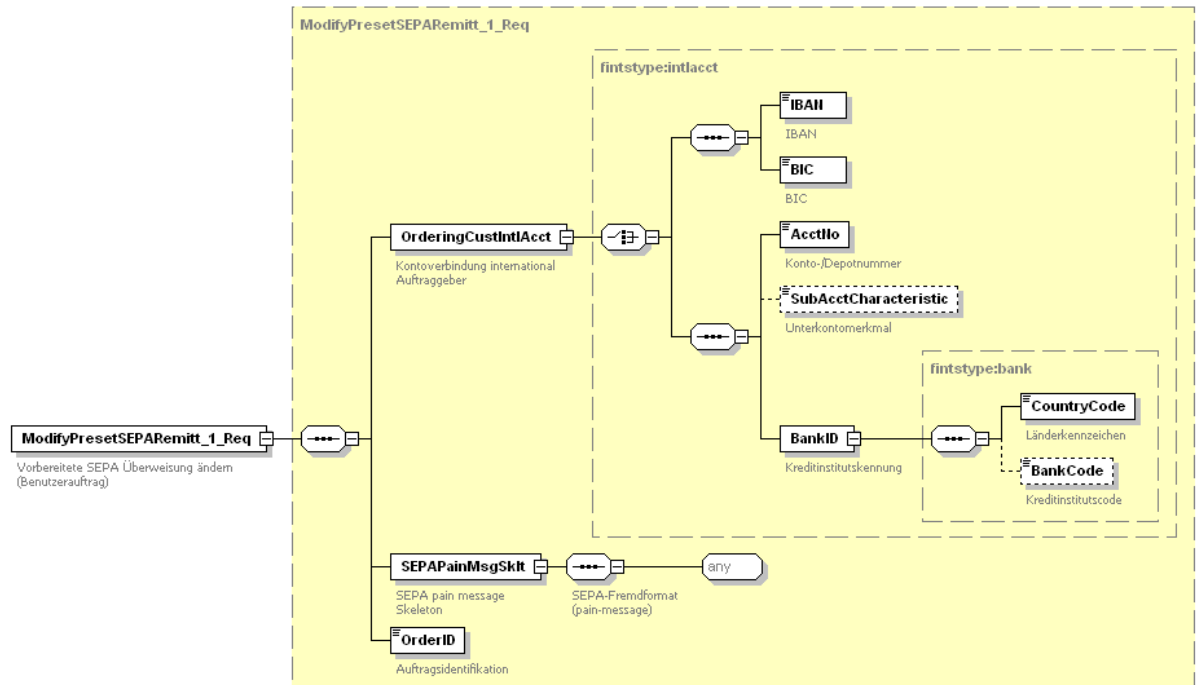 ModifyPresetSEPARemitt_1_Req
fintstype:intlacct
IBAN
IBAN
BIC
BIC
OrderingCustIntlAcct
Kontoverbindung international
Auftraggeber
AcctNo
Konto-/Depotnummer
SubAcctCharacteristic
Unterkontomerkmal
fintstype:bank
CountryCode
Länderkennzeichen
ModifyPresetSEPARemitt_1_Req
Vorbereitete SEPA Überweisung ändern
(Benutzerauftrag)
BankID
Kreditinstitutskennung
BankCode
Kreditinstitutscode
SEPAPainMsgSklt
SEPA pain message
Skeleton
SEPA-Fremdformat
(pain-message)
any
OrderID
Auftragsidentifikation